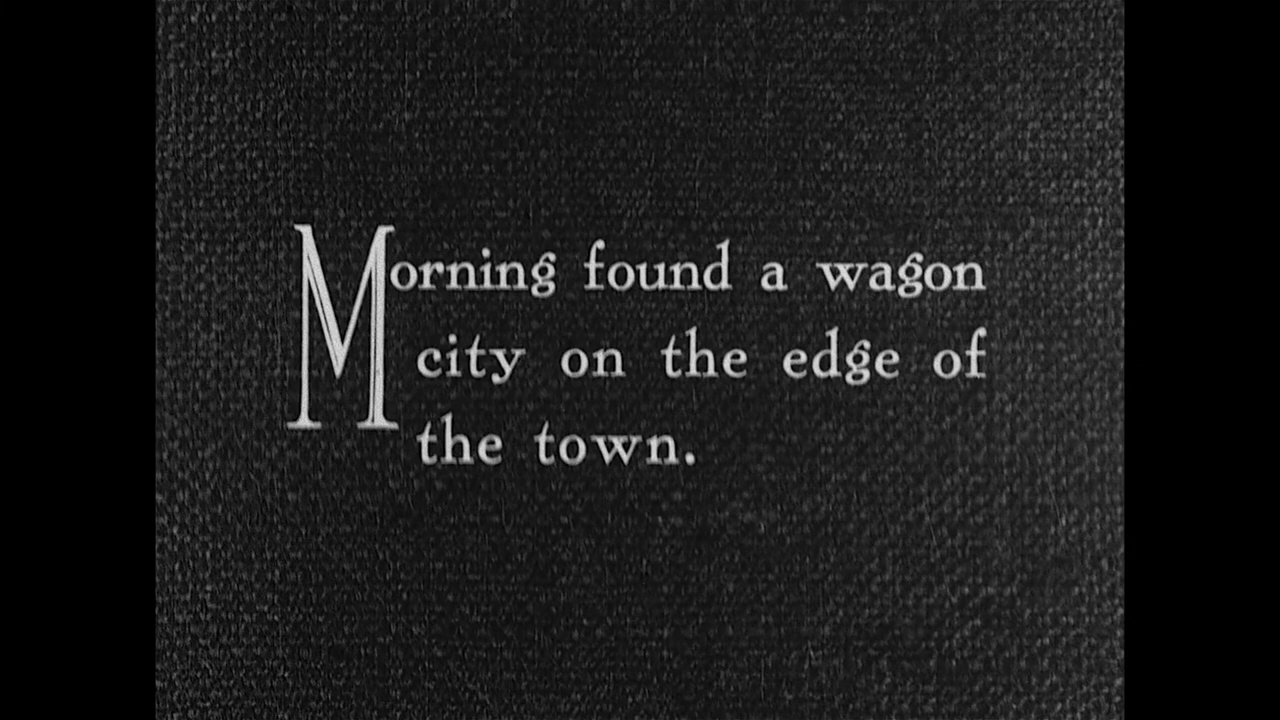 Morning found a wagon
city on the edge of
the town.